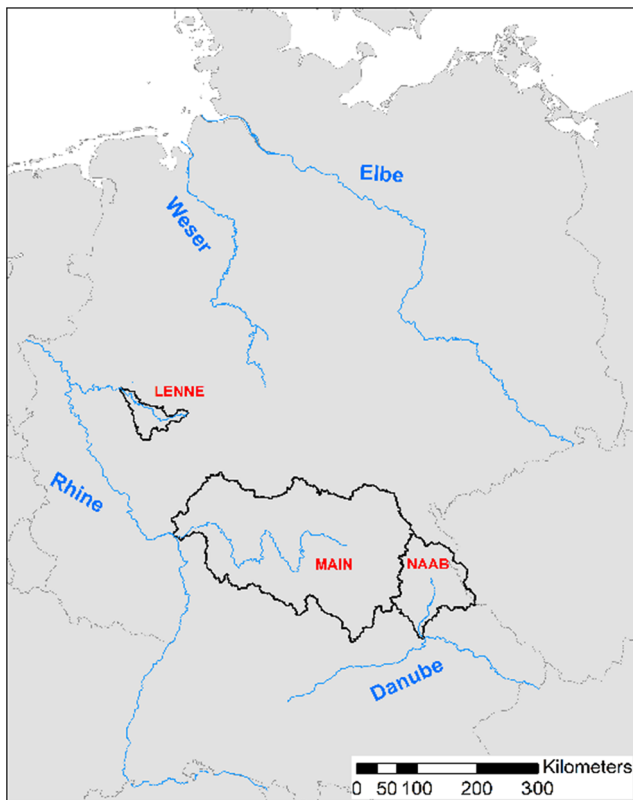 Elbe
Weser
LENNE
Rhine
MAIN
NAAB
Danube
Kilometers
0 50 100 200 300